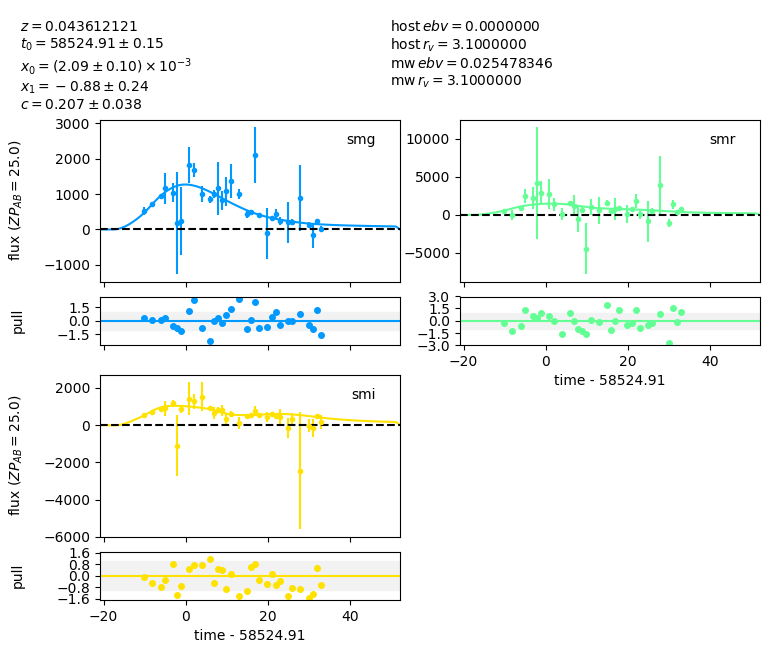 z = 0.043612121
t₀ = 58524.91 ± 0.15
x₀ = (2.09 ± 0.10) × 10⁻³
x₁ = − 0.88 ± 0.24
c = 0.207 ± 0.038
host ebv = 0.0000000
host r_v = 3.1000000
mw ebv = 0.025478346
mw r_v = 3.1000000
smg
3000
2000
1000
0
−1000
flux (ZP_AB = 25.0)
1.5
0.0
−1.5
pull
smr
10000
5000
0
−5000
3.0
1.5
0.0
−1.5
−3.0
−20 0 20 40
time - 58524.91
smi
2000
0
−2000
−4000
−6000
flux (ZP_AB = 25.0)
1.6
0.8
0.0
−0.8
−1.6
pull
−20 0 20 40
time - 58524.91